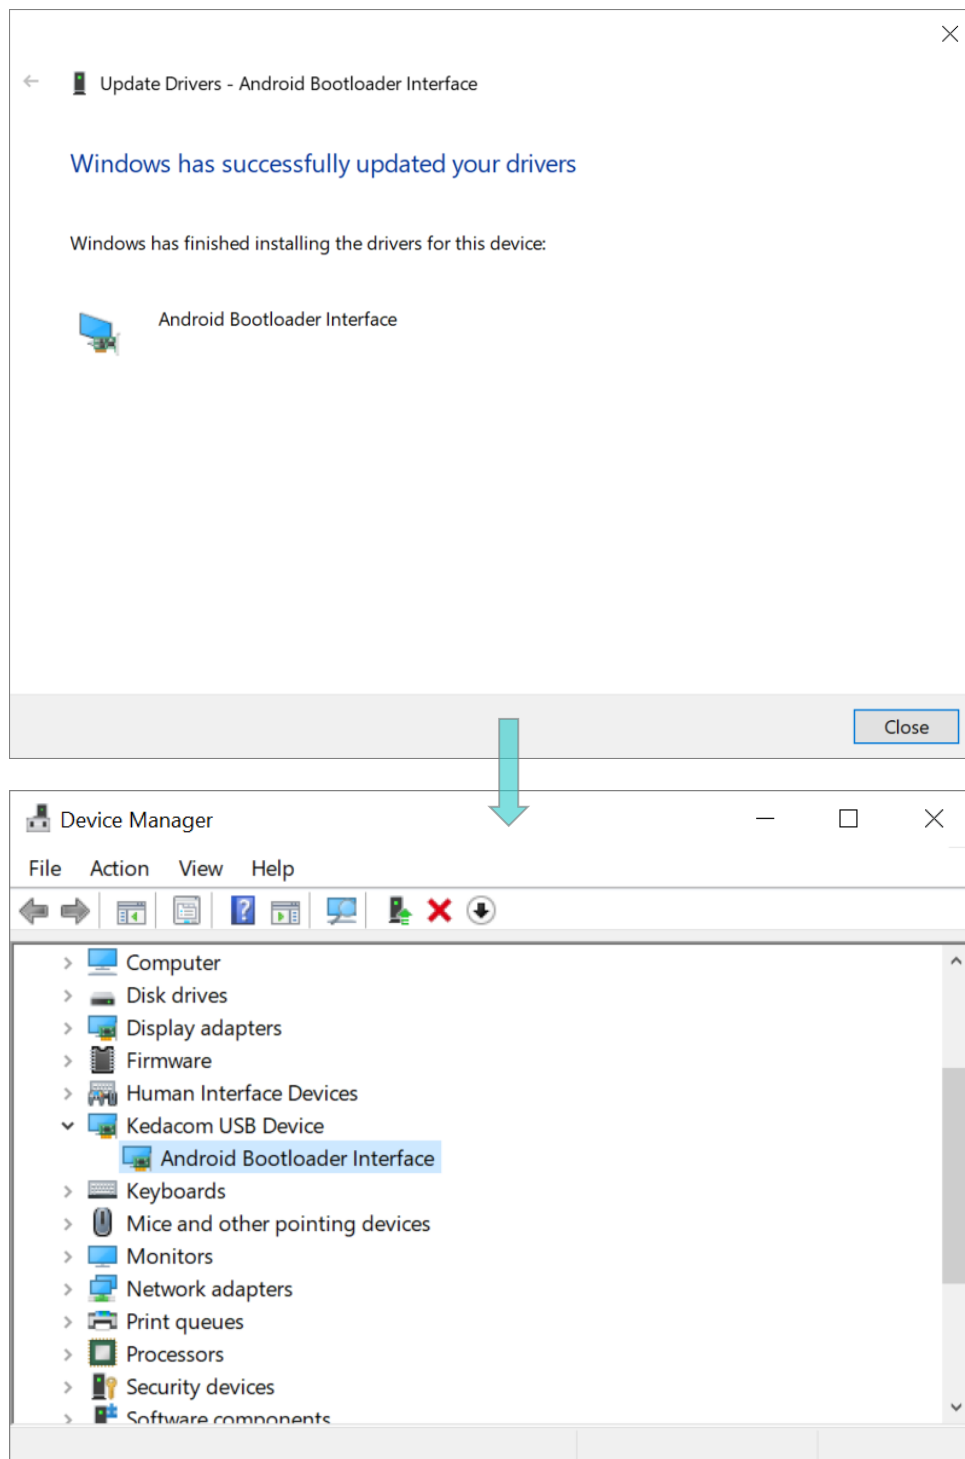 Update Drivers - Android Bootloader Interface
Windows has successfully updated your drivers
Windows has finished installing the drivers for this device:
Android Bootloader Interface
Close
Device Manager
File Action View Help
Computer
Disk drives
Display adapters
Firmware
Human Interface Devices
Kedacom USB Device
Android Bootloader Interface
Keyboards
Mice and other pointing devices
Monitors
Network adapters
Print queues
Processors
Security devices
Software components